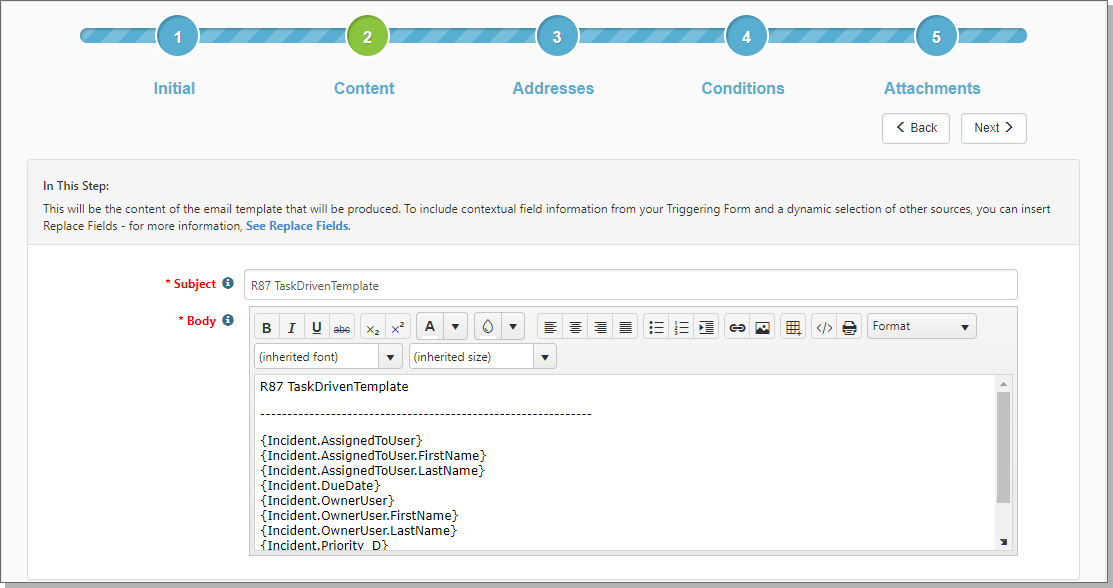 1 2 3 4 5
Initial Content Addresses Conditions Attachments
Back Next
In This Step:
This will be the content of the email template that will be produced. To include contextual field information from your Triggering Form and a dynamic selection of other sources, you can insert
Replace Fields - for more information, See Replace Fields.
* Subject R87 TaskDrivenTemplate
* Body B I U abc x₂ x² A Format
(inherited font) (inherited size)
R87 TaskDrivenTemplate
-------------------------------------------------------------
{Incident.AssignedToUser}
{Incident.AssignedToUser.FirstName}
{Incident.AssignedToUser.LastName}
{Incident.DueDate}
{Incident.OwnerUser}
{Incident.OwnerUser.FirstName}
{Incident.OwnerUser.LastName}
{Incident.Priority_D}